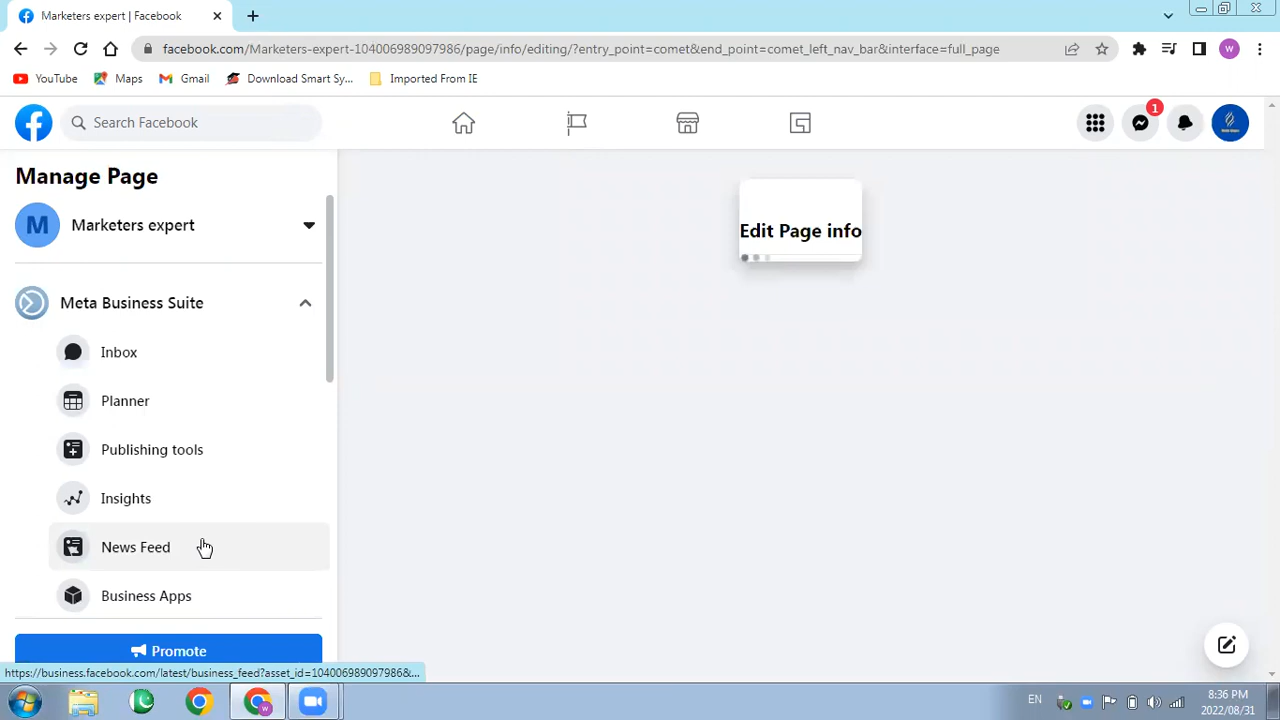 Marketers expert | Facebook
facebook.com/Marketers-expert-104006989097986/page/info/editing/?entry_point=comet&end_point=comet_left_nav_bar&interface=full_page
W
YouTube
Maps
Gmail
Download Smart Sy...
Imported From IE
Search Facebook
1
Manage Page
M
Marketers expert
Edit Page info
Meta Business Suite
Inbox
Planner
Publishing tools
Insights
News Feed
Business Apps
Promote
https://business.facebook.com/latest/business_feed?asset_id=104006989097986&...
EN
8:36 PM
2022/08/31